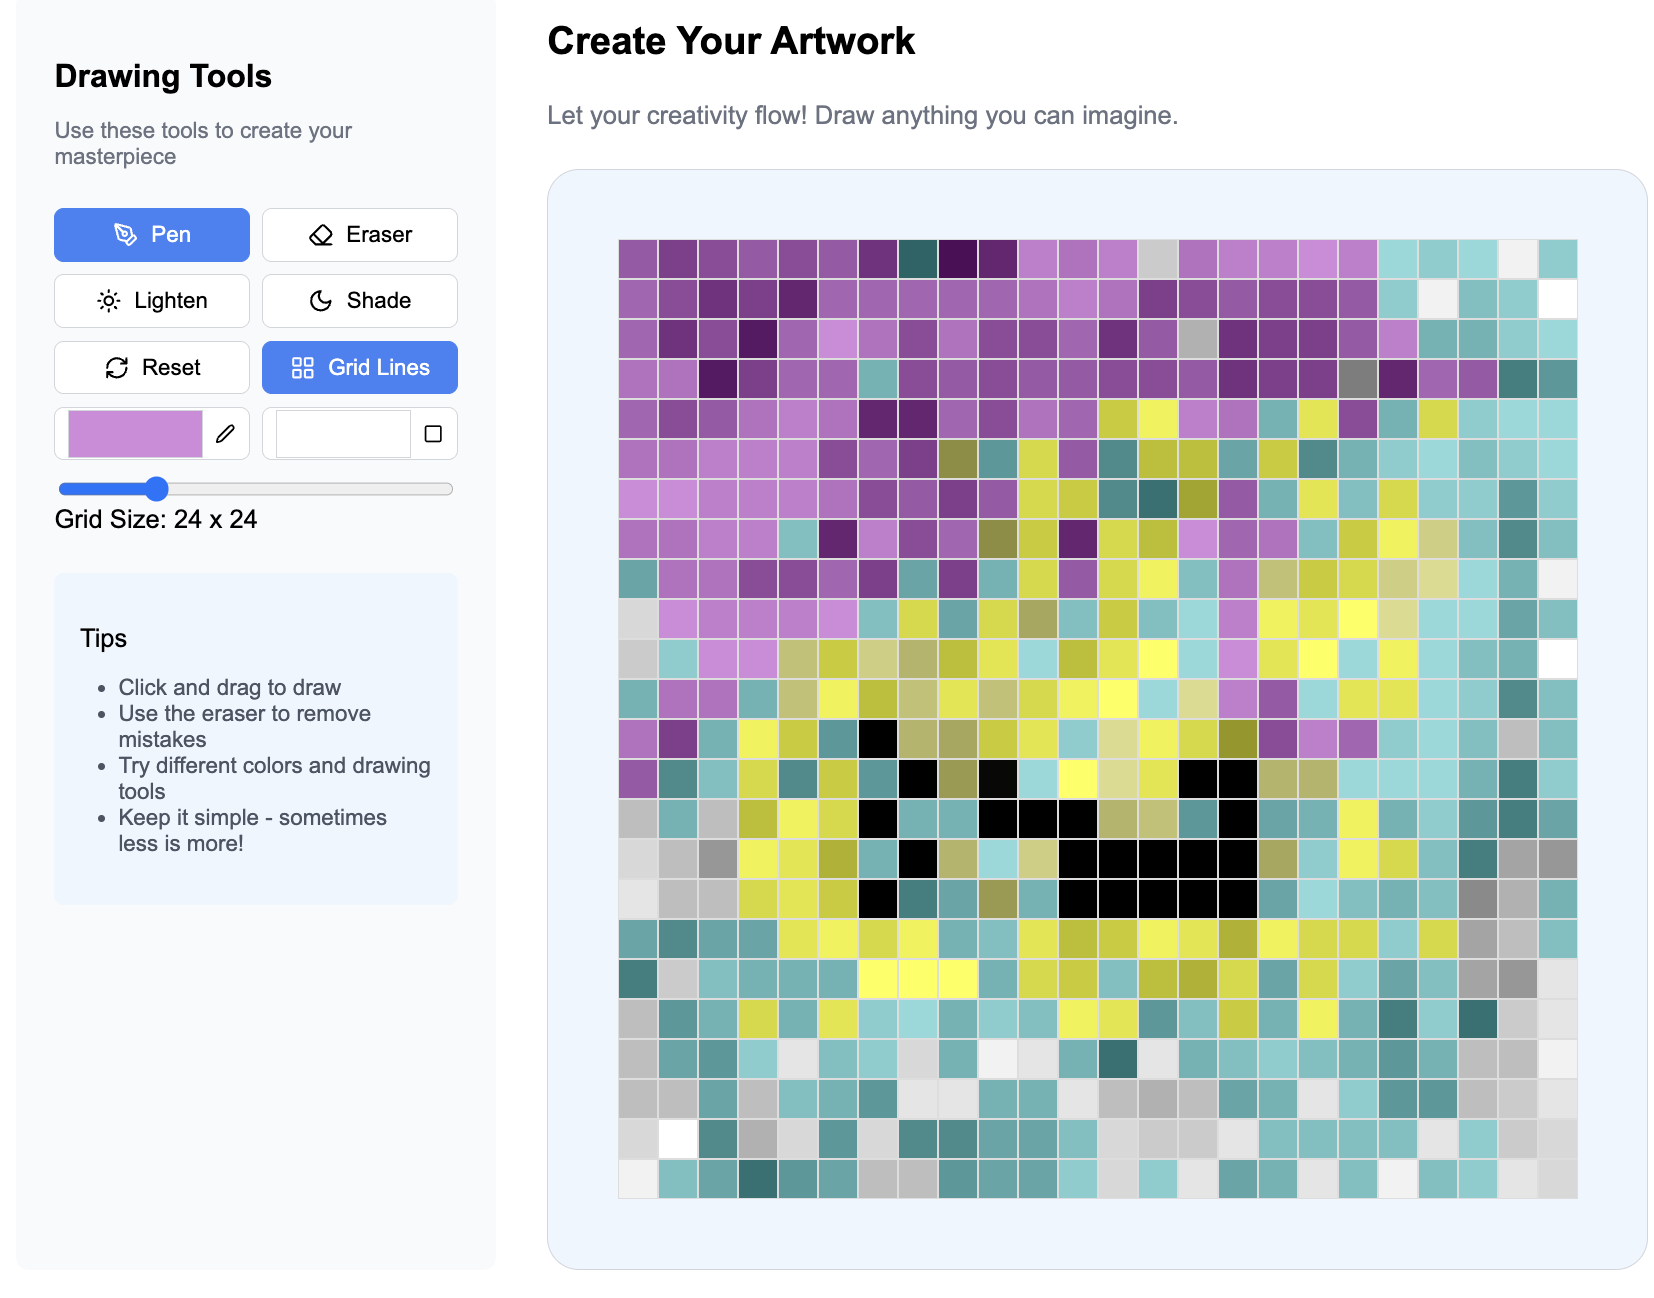 Drawing Tools
Use these tools to create your
masterpiece
Pen
Eraser
Lighten
Shade
Reset
Grid Lines
Grid Size: 24 x 24
Tips
• Click and drag to draw
• Use the eraser to remove
mistakes
• Try different colors and drawing
tools
• Keep it simple - sometimes
less is more!
Create Your Artwork
Let your creativity flow! Draw anything you can imagine.